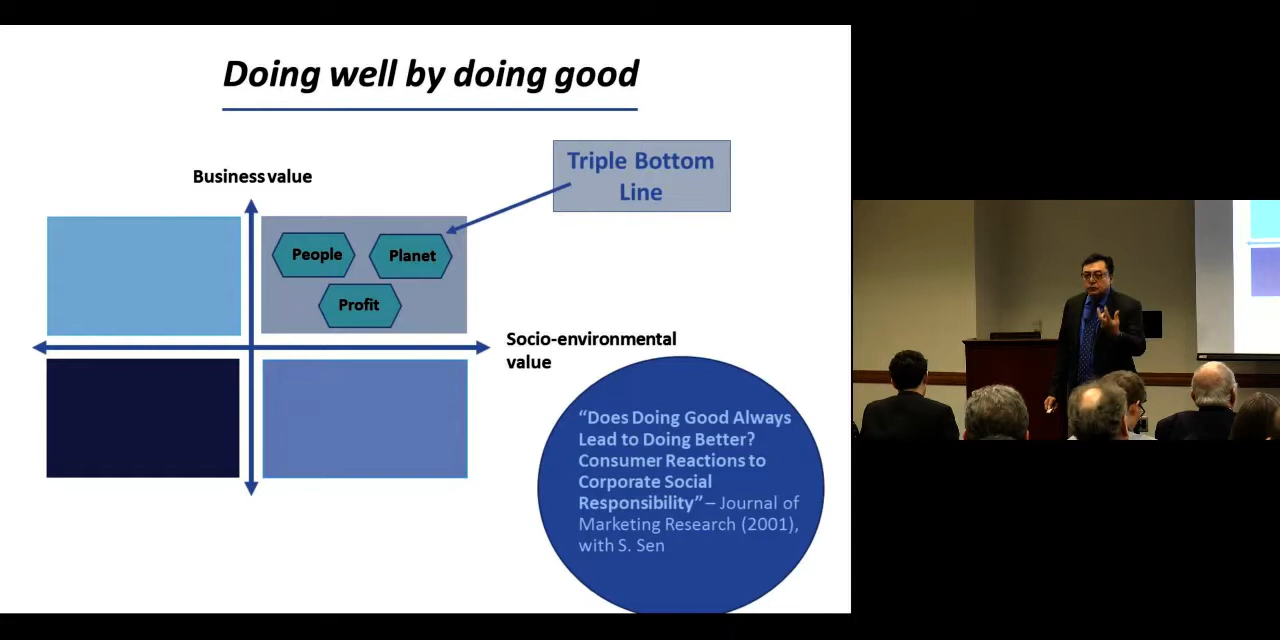 Doing well by doing good
Triple Bottom
Line
Business value
People
Planet
Profit
Socio-environmental
value
“Does Doing Good Always
Lead to Doing Better?
Consumer Reactions to
Corporate Social
Responsibility” – Journal of
Marketing Research (2001),
with S. Sen